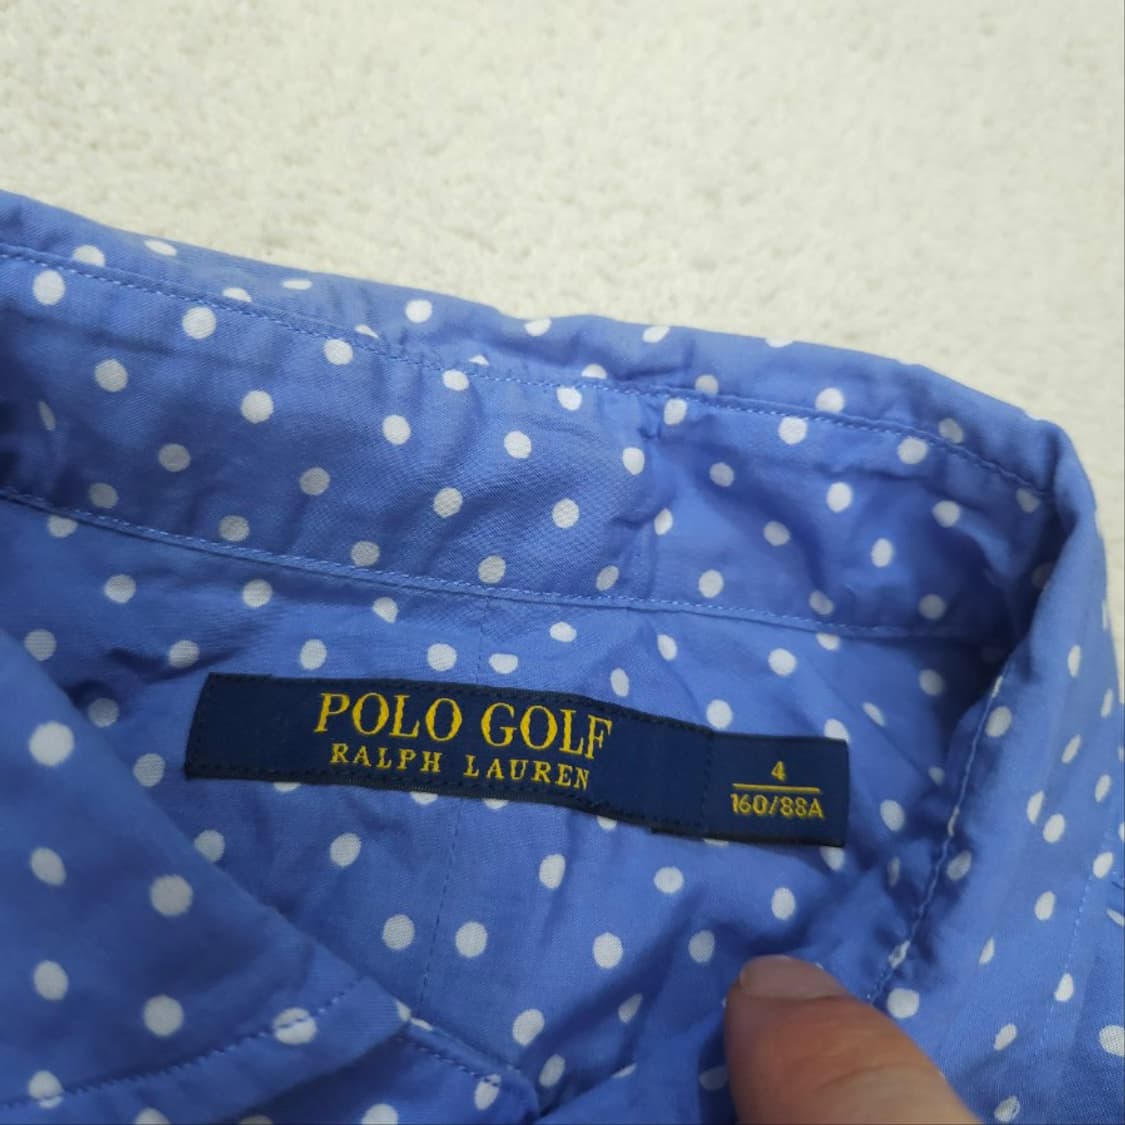 POLO GOLF
RALPH LAUREN
4
160/88A